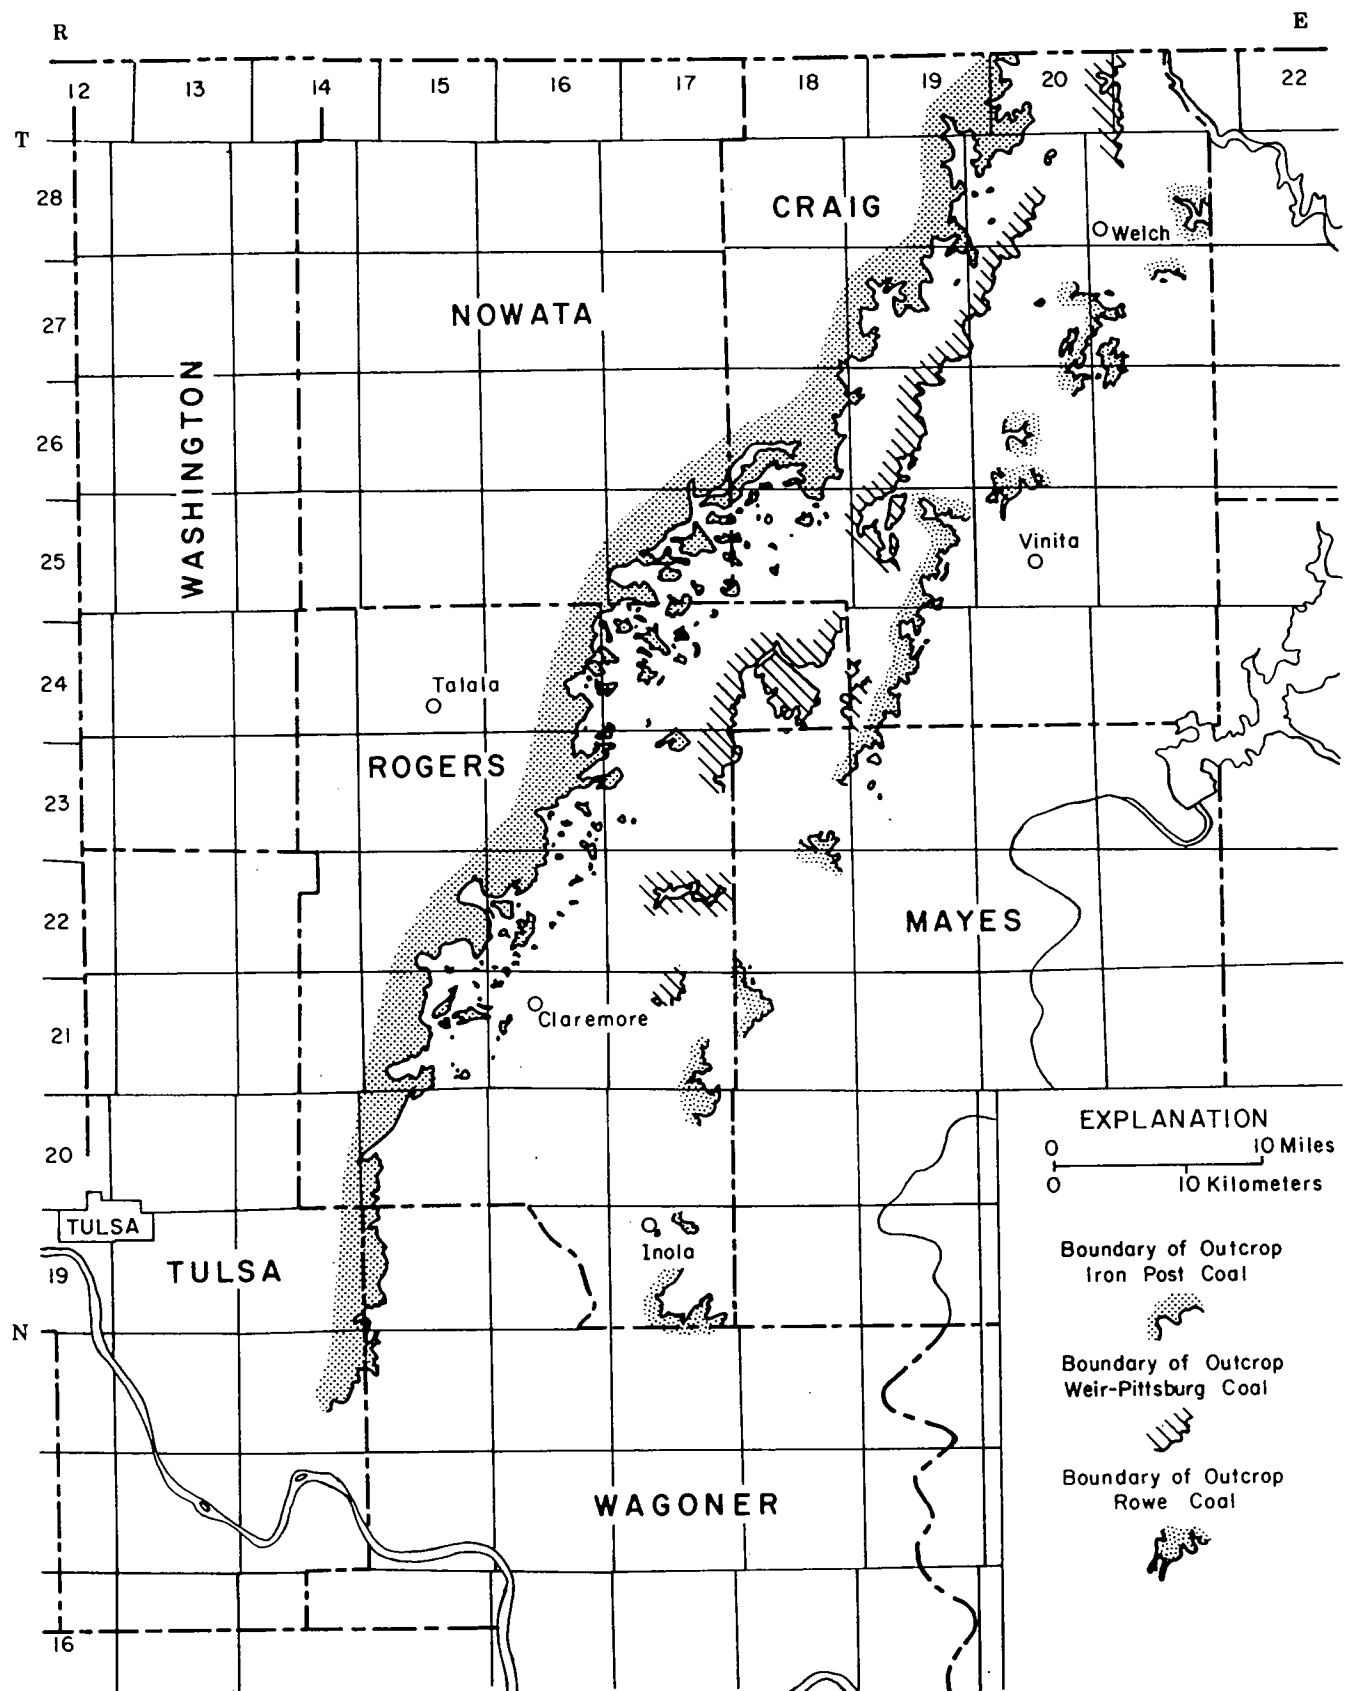 R
E
12
13
14
15
16
17
18
19
20
22
T
28
CRAIG
Welch
27
NOWATA
WASHINGTON
26
25
Vinita
24
Talala
ROGERS
23
22
MAYES
21
Claremore
20
EXPLANATION
0
10 Miles
0
10 Kilometers
TULSA
19
TULSA
Inola
N
Boundary of Outcrop
Iron Post Coal
Boundary of Outcrop
Weir-Pittsburg Coal
Boundary of Outcrop
Rowe Coal
WAGONER
16